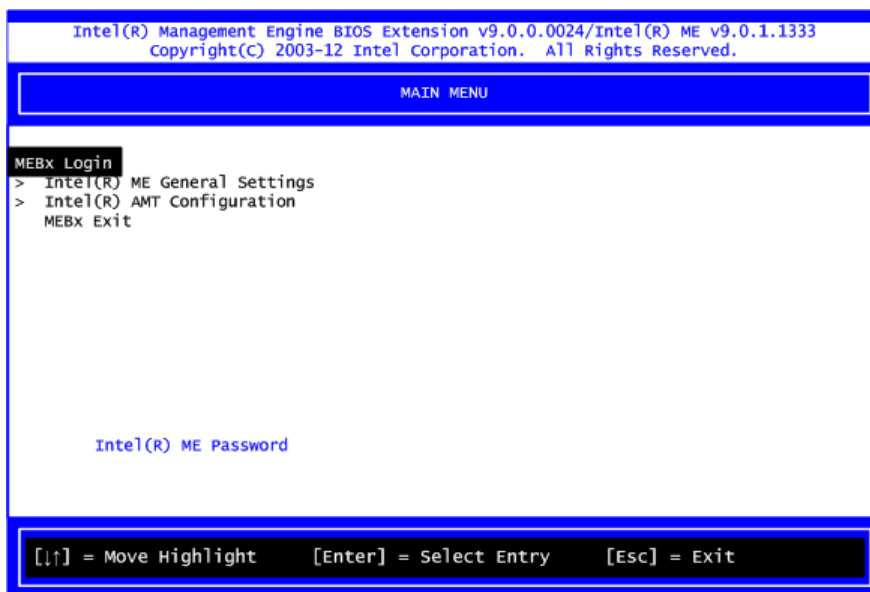 Intel(R) Management Engine BIOS Extension v9.0.0.0024/Intel(R) ME v9.0.1.1333
Copyright(C) 2003-12 Intel Corporation. All Rights Reserved.
MAIN MENU
MEBx Login
> Intel(R) ME General Settings
> Intel(R) AMT Configuration
MEBx Exit
Intel(R) ME Password
[↓↑] = Move Highlight [Enter] = Select Entry [Esc] = Exit